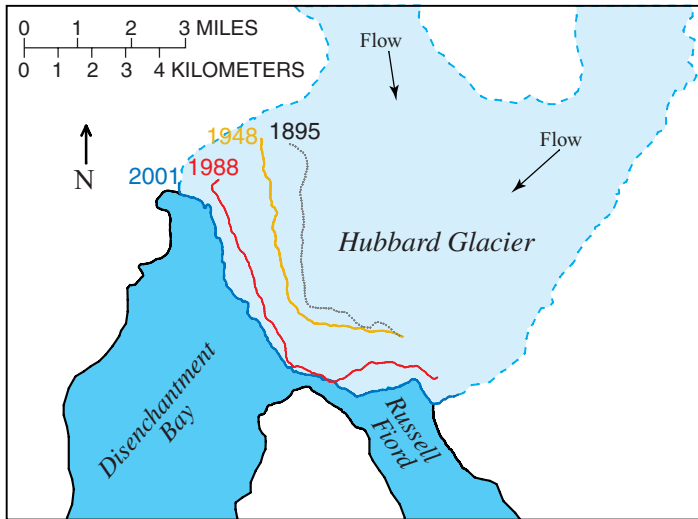 0 1 2 3 MILES
0 1 2 3 4 KILOMETERS
Flow
1948
1895
Flow
N
2001
1988
Hubbard Glacier
Disenchantment
Bay
Russell
Fiord